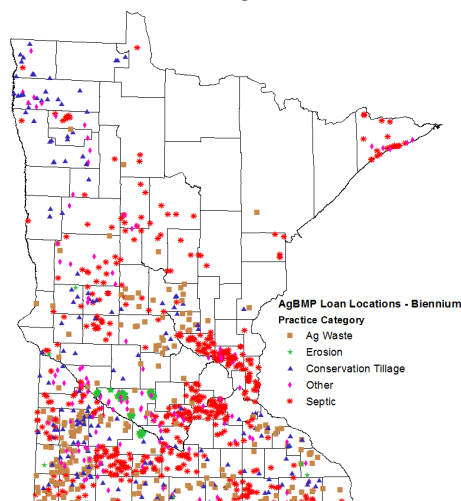 AgBMP Loan Locations - Biennium
Practice Category
Ag Waste
Erosion
Conservation Tillage
Other
Septic